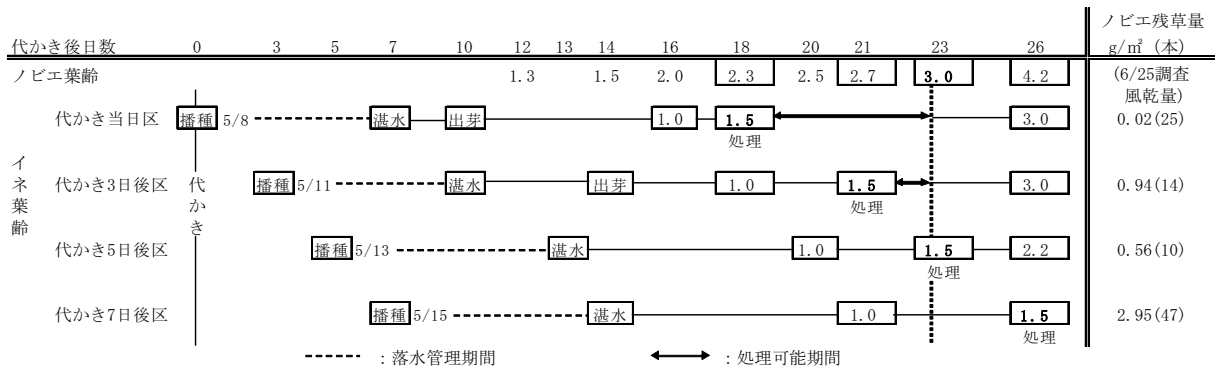 ノビエ残草量
代かき後日数 0 3 5 7 10 12 13 14 16 18 20 21 23 26 g/㎡ (本)
ノビエ葉齢 1.3 1.5 2.0 2.3 2.5 2.7 3.0 4.2 (6/25調査
風乾量)
代かき当日区 播種 5/8 湛水 出芽 1.0 1.5 3.0 0.02(25)
処理
イネ葉齢
代かき
代かき3日後区 播種 5/11 湛水 出芽 1.0 1.5 3.0 0.94(14)
処理
代かき5日後区 播種 5/13 湛水 1.0 1.5 2.2 0.56(10)
処理
代かき7日後区 播種 5/15 湛水 1.0 1.5 2.95(47)
処理
：落水管理期間 ：処理可能期間